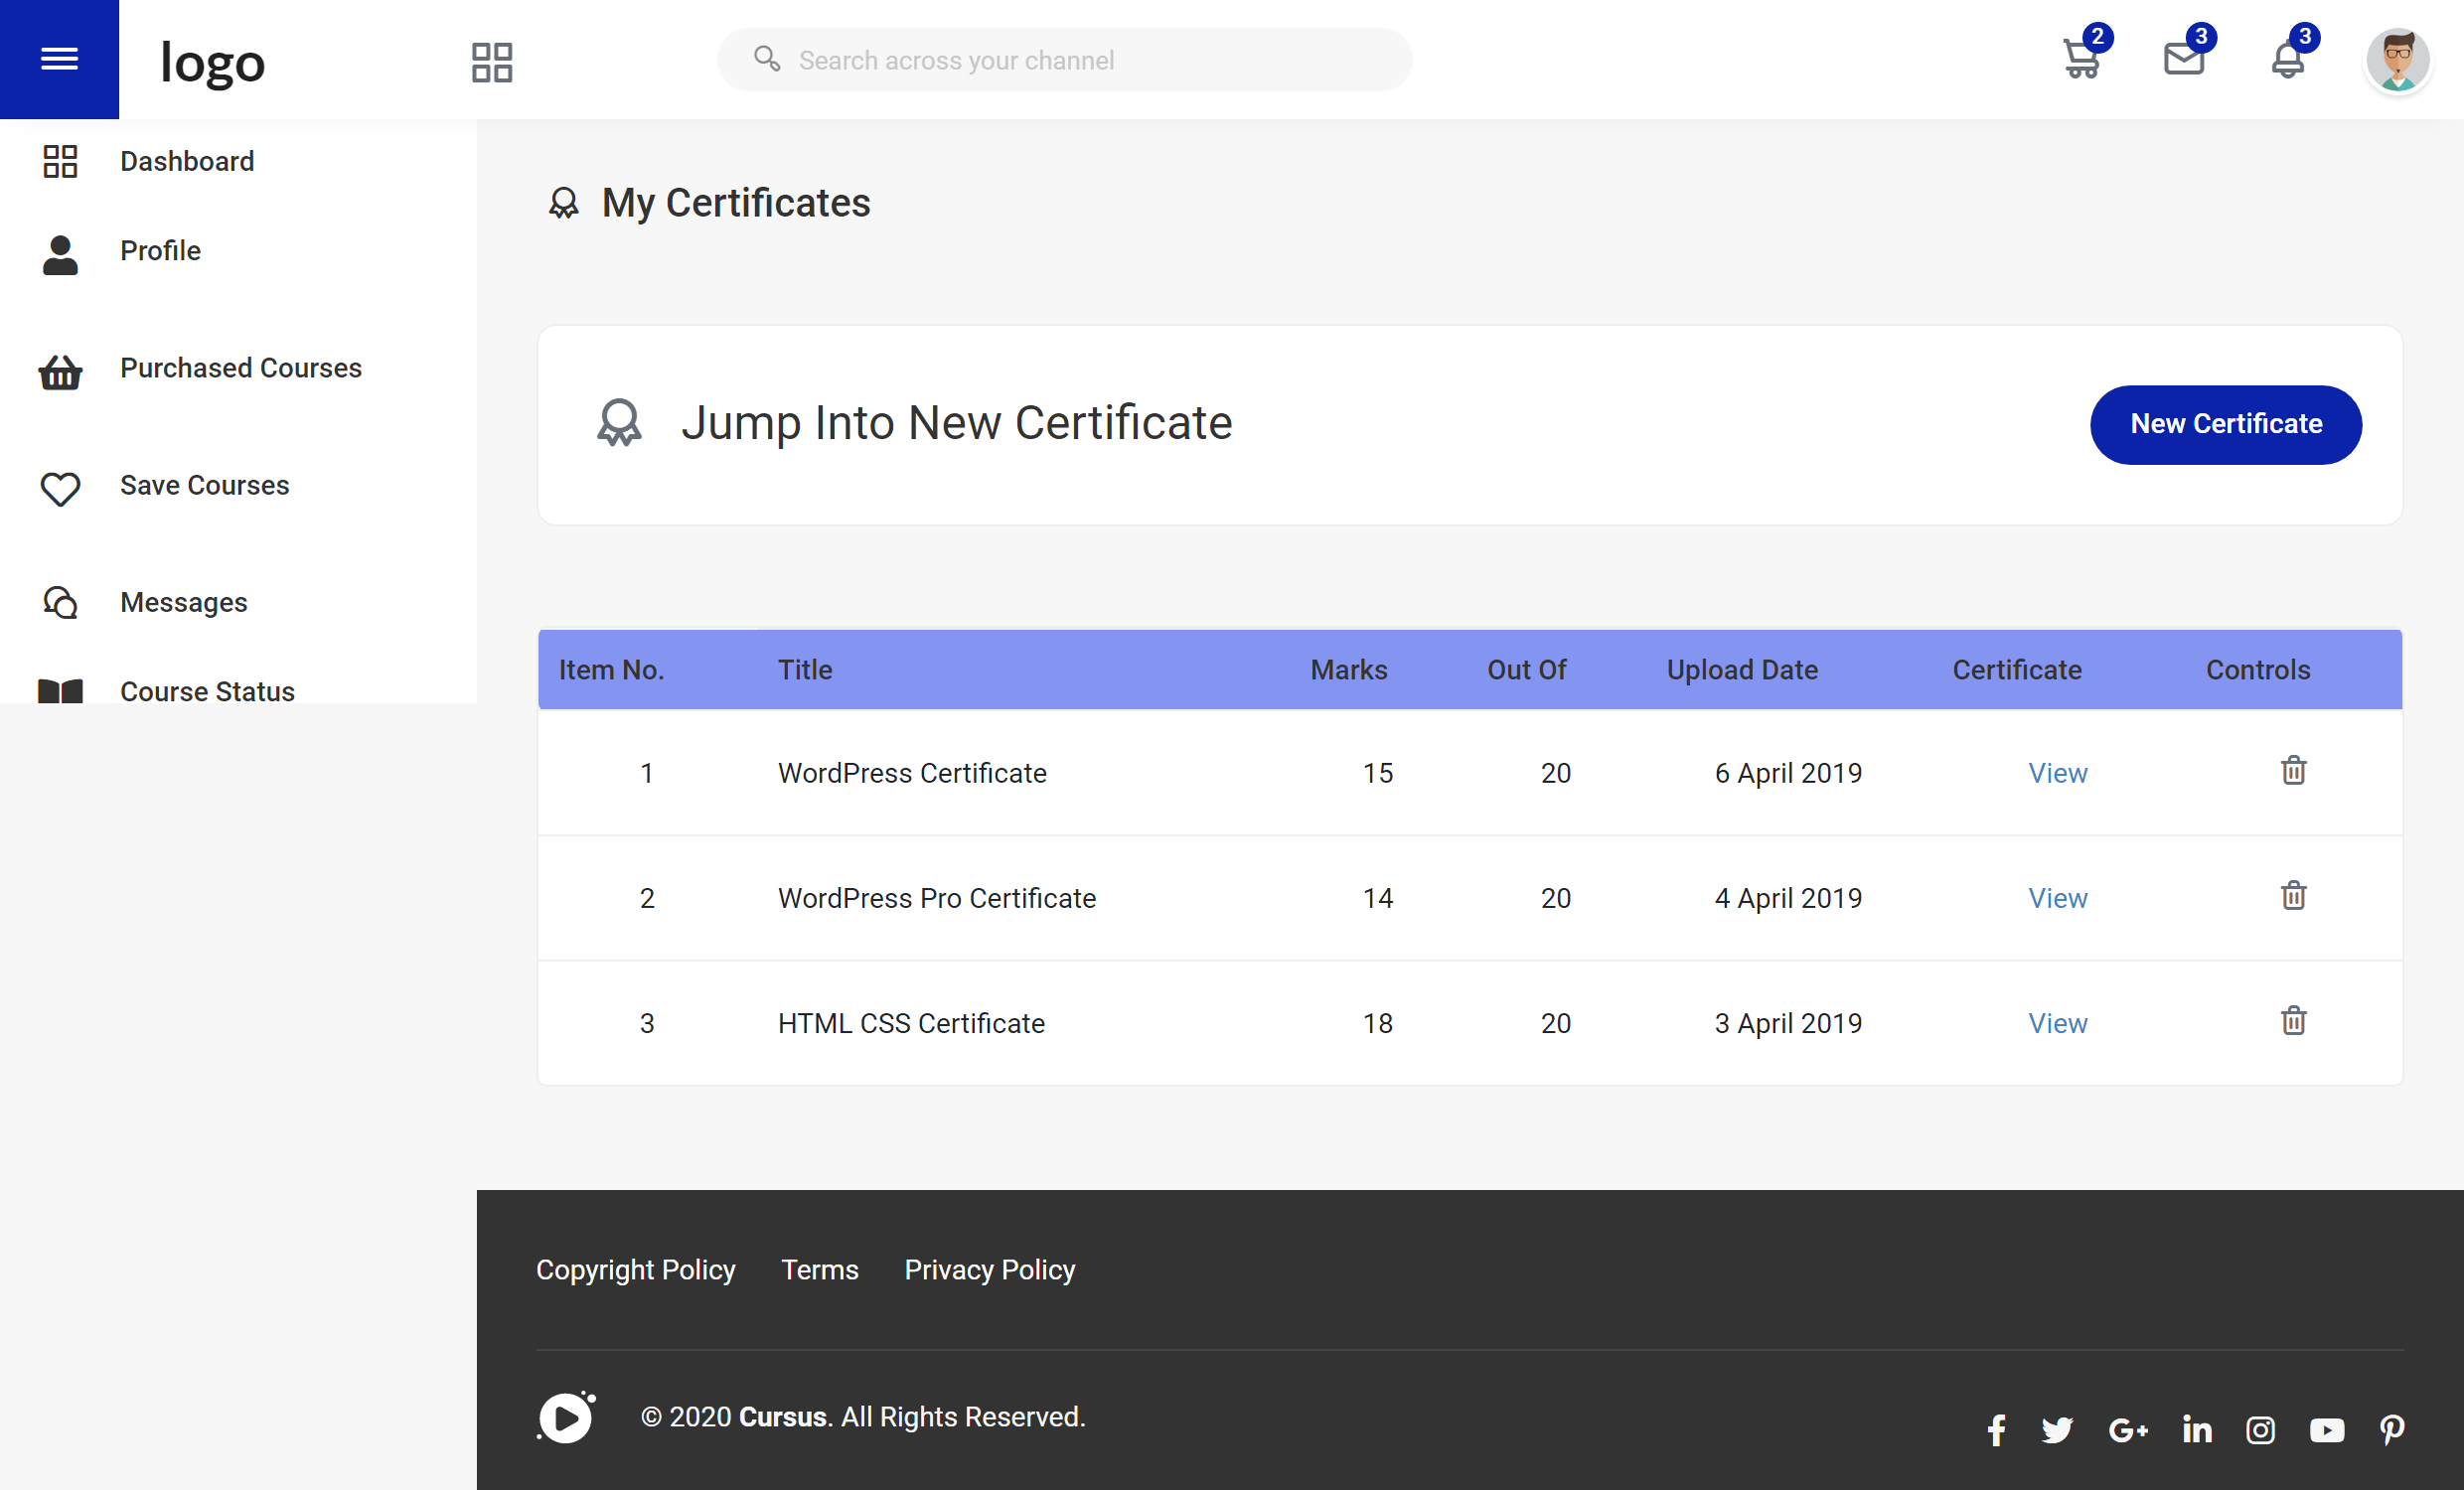 logo
Search across your channel
2
3
3
Dashboard
Profile
Purchased Courses
Save Courses
Messages
Course Status
My Certificates
Jump Into New Certificate
New Certificate
Item No. Title Marks Out Of Upload Date Certificate Controls
1 WordPress Certificate 15 20 6 April 2019 View
2 WordPress Pro Certificate 14 20 4 April 2019 View
3 HTML CSS Certificate 18 20 3 April 2019 View
Copyright Policy Terms Privacy Policy
© 2020 Cursus. All Rights Reserved.